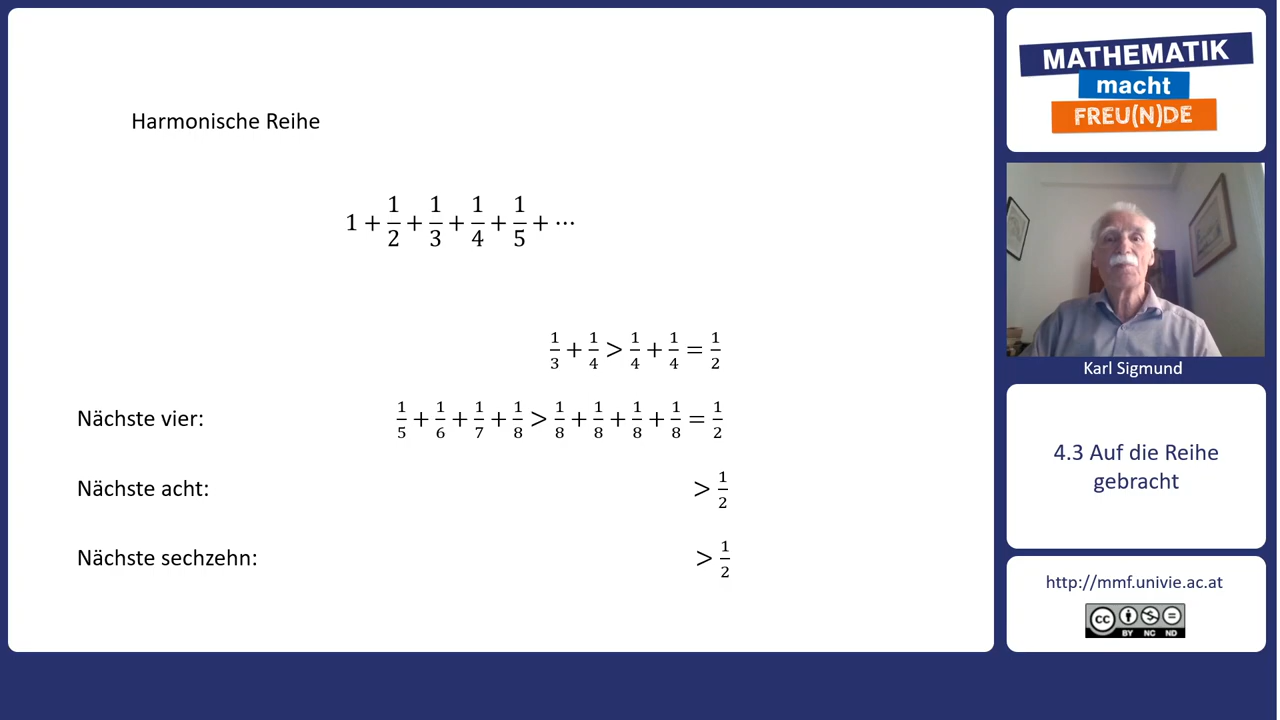 Harmonische Reihe
1 + 1/2 + 1/3 + 1/4 + 1/5 + ⋯
1/3 + 1/4 > 1/4 + 1/4 = 1/2
Nächste vier: 1/5 + 1/6 + 1/7 + 1/8 > 1/8 + 1/8 + 1/8 + 1/8 = 1/2
Nächste acht: > 1/2
Nächste sechzehn: > 1/2
MATHEMATIK
macht
FREU(N)DE
Karl Sigmund
4.3 Auf die Reihe
gebracht
http://mmf.univie.ac.at
cc
BY NC ND